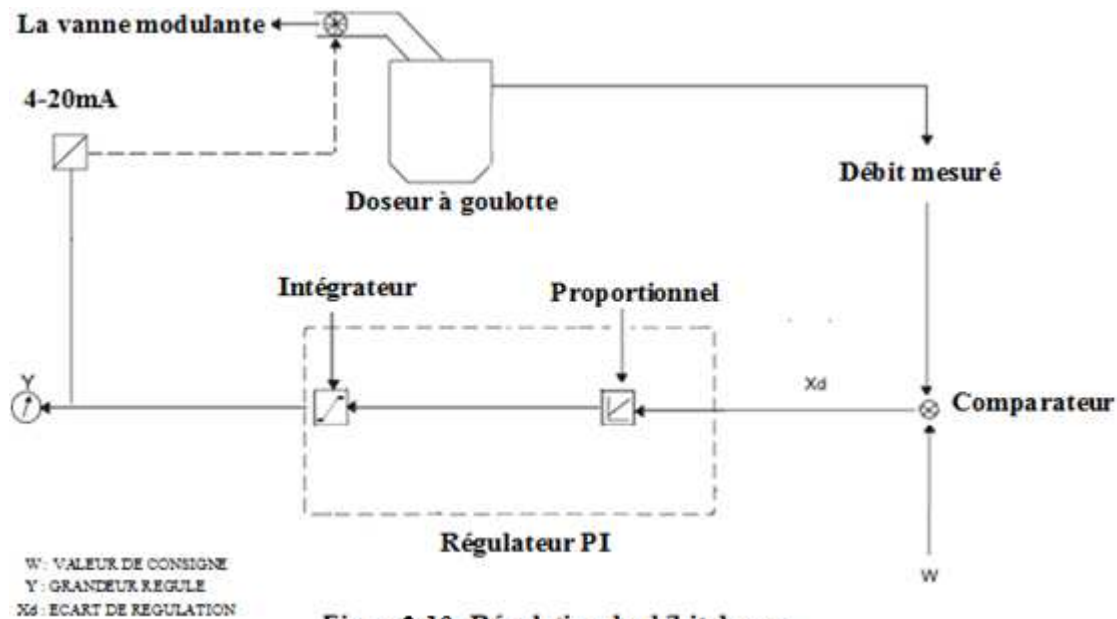 La vanne modulante
4-20mA
Doseur à goulotte
Débit mesuré
Intégrateur
Proportionnel
Y
Xd
Comparateur
Régulateur PI
W
W : VALEUR DE CONSIGNE
Y : GRANDEUR REGULE
Xd : ECART DE REGULATION